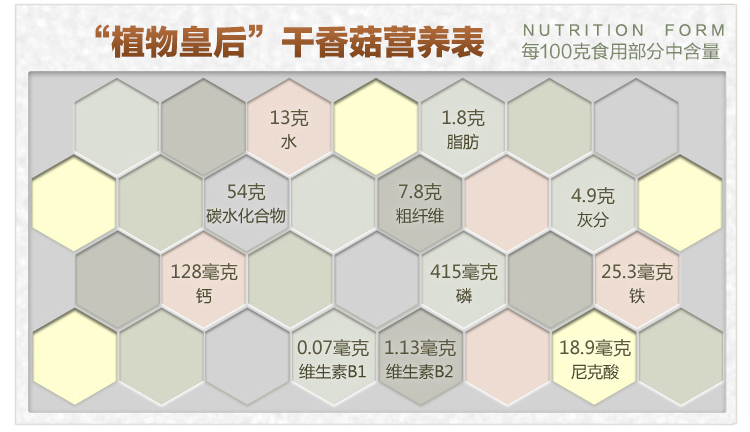 “植物皇后”干香菇营养表
NUTRITION FORM
每100克食用部分中含量
13克
水
1.8克
脂肪
54克
碳水化合物
7.8克
粗纤维
4.9克
灰分
128毫克
钙
415毫克
磷
25.3毫克
铁
0.07毫克
维生素B1
1.13毫克
维生素B2
18.9毫克
尼克酸